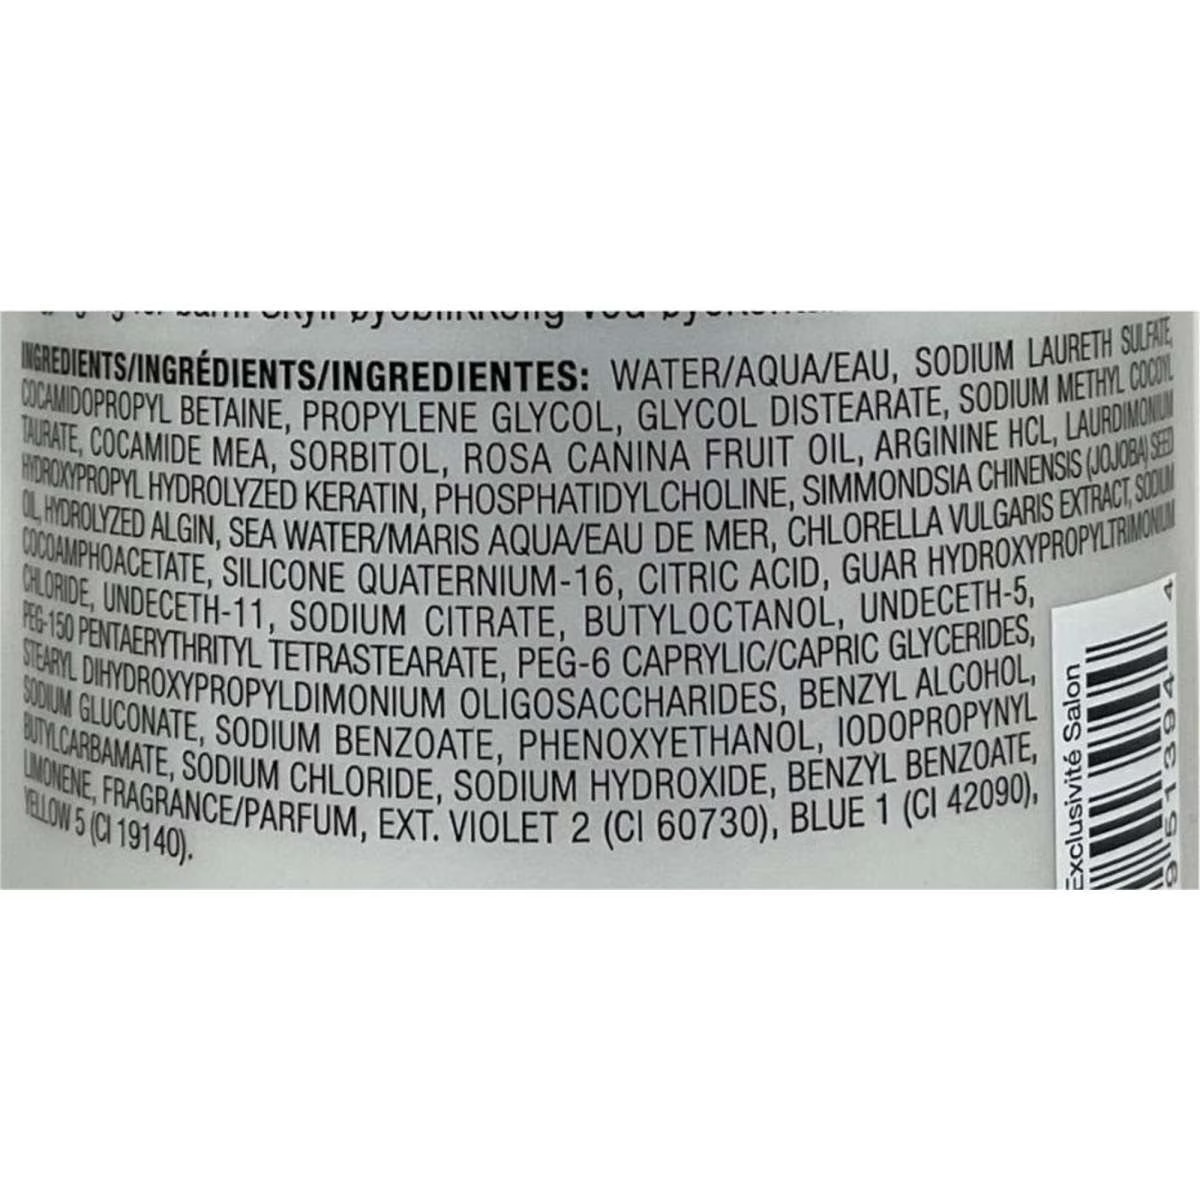 INGREDIENTS/INGRÉDIENTS/INGREDIENTES: WATER/AQUA/EAU, SODIUM LAURETH SULFATE,
COCAMIDOPROPYL BETAINE, PROPYLENE GLYCOL, GLYCOL DISTEARATE, SODIUM METHYL COCOYL
TAURATE, COCAMIDE MEA, SORBITOL, ROSA CANINA FRUIT OIL, ARGININE HCL, LAURDIMONIUM
HYDROXYPROPYL HYDROLYZED KERATIN, PHOSPHATIDYLCHOLINE, SIMMONDSIA CHINENSIS (JOJOBA) SEED
OIL, HYDROLYZED ALGIN, SEA WATER/MARIS AQUA/EAU DE MER, CHLORELLA VULGARIS EXTRACT, SODIUM
COCOAMPHOACETATE, SILICONE QUATERNIUM-16, CITRIC ACID, GUAR HYDROXYPROPYLTRIMONIUM
CHLORIDE, UNDECETH-11, SODIUM CITRATE, BUTYLOCTANOL, UNDECETH-5,
PEG-150 PENTAERYTHRITYL TETRASTEARATE, PEG-6 CAPRYLIC/CAPRIC GLYCERIDES,
STEARYL DIHYDROXYPROPYLDIMONIUM OLIGOSACCHARIDES, BENZYL ALCOHOL,
SODIUM GLUCONATE, SODIUM BENZOATE, PHENOXYETHANOL, IODOPROPYNYL
BUTYLCARBAMATE, SODIUM CHLORIDE, SODIUM HYDROXIDE, BENZYL BENZOATE,
LIMONENE, FRAGRANCE/PARFUM, EXT. VIOLET 2 (CI 60730), BLUE 1 (CI 42090),
YELLOW 5 (CI 19140).
Exclusivité Salon
951394 4